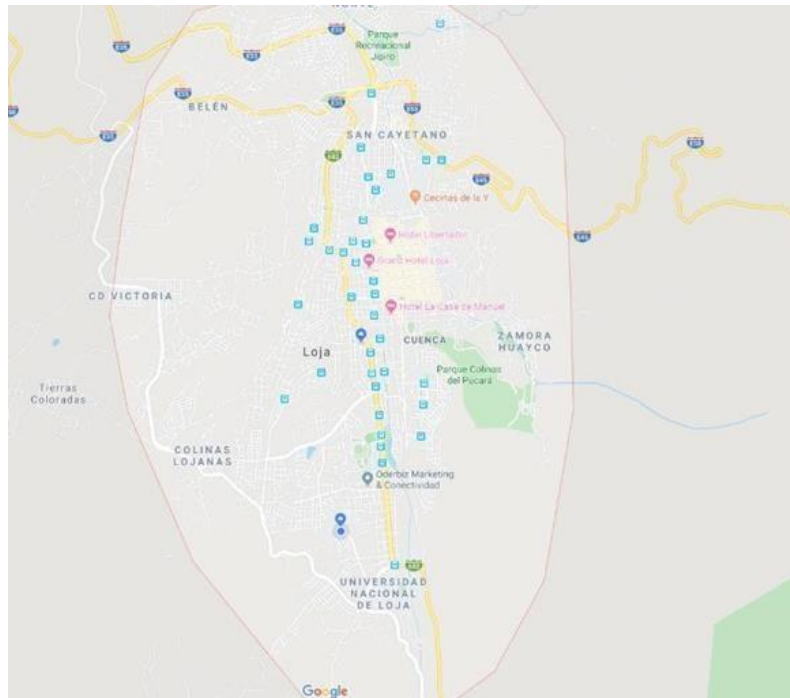 Parque
Recreacional
Jipiro
BELÉN
SAN CAYETANO
Cecinas de la Y
Hotel Libertador
Grand Hotel Loja
CD VICTORIA
Hotel La Casa de Manuel
Loja
CUENCA
ZAMORA
HUAYCO
Parque Colinas
del Pucará
Tierras
Coloradas
COLINAS
LOJANAS
Oderbiz Marketing
& Conectividad
UNIVERSIDAD
NACIONAL
DE LOJA
Google